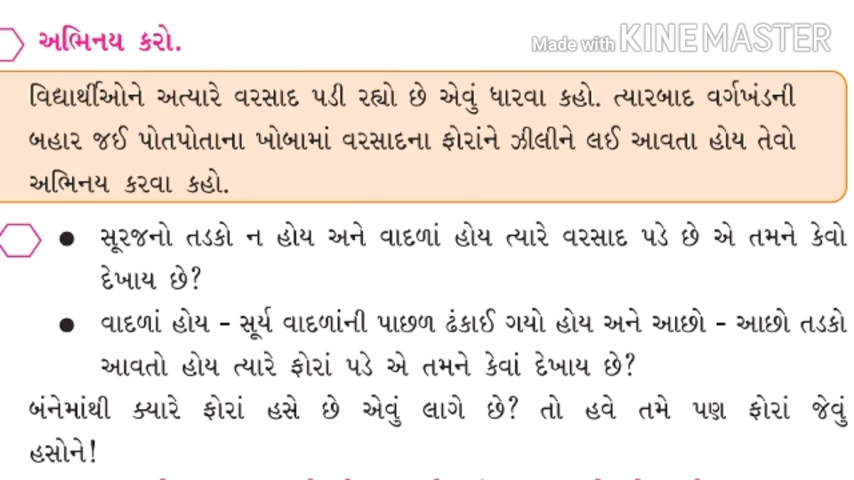 અભિનય કરો.
Made with KINEMASTER
વિદ્યાર્થીઓને અત્યારે વરસાદ પડી રહ્યો છે એવું ધારવા કહો. ત્યારબાદ વર્ગખંડની
બહાર જઈ પોતપોતાના ખોબામાં વરસાદના ફોરાંને ઝીલીને લઈ આવતા હોય તેવો
અભિનય કરવા કહો.
● સૂરજનો તડકો ન હોય અને વાદળાં હોય ત્યારે વરસાદ પડે છે એ તમને કેવો
દેખાય છે?
● વાદળાં હોય – સૂર્ય વાદળાંની પાછળ ઢંકાઈ ગયો હોય અને આછો – આછો તડકો
આવતો હોય ત્યારે ફોરાં પડે એ તમને કેવાં દેખાય છે?
બંનેમાંથી ક્યારે ફોરાં હસે છે એવું લાગે છે? તો હવે તમે પણ ફોરાં જેવું
હસોને!